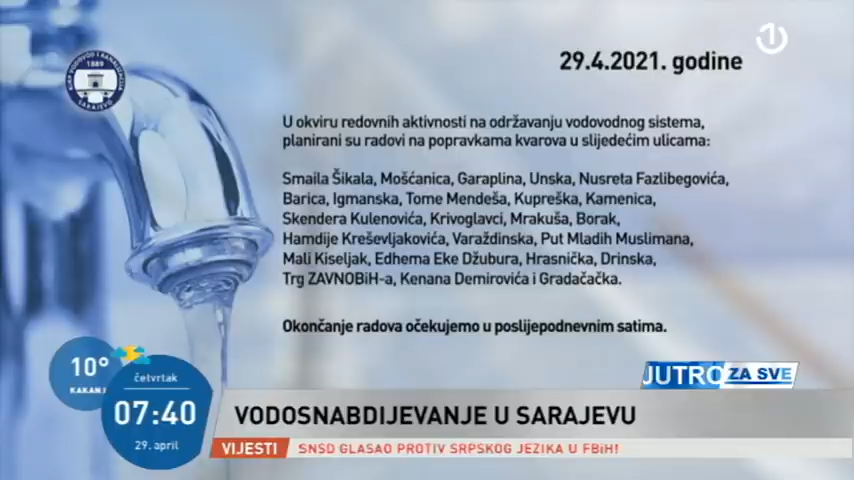 29.4.2021. godine
1889
SARAJEVO
U okviru redovnih aktivnosti na održavanju vodovodnog sistema,
planirani su radovi na popravkama kvarova u slijedećim ulicama:
Smaila Šikala, Mošćanica, Garaplina, Unska, Nusreta Fazlibegovića,
Barica, Igmanska, Tome Mendeša, Kupreška, Kamenica,
Skendera Kulenovića, Krivoglavci, Mrakuša, Borak,
Hamdije Kreševljakovića, Varaždinska, Put Mladih Muslimana,
Mali Kiseljak, Edhema Eke Džubura, Hrasnička, Drinska,
Trg ZAVNOBiH-a, Kenana Demirovića i Gradačačka.
Okončanje radova očekujemo u poslijepodnevnim satima.
JUTRO ZA SVE
10°
KAKANJ
četvrtak
07:40
29. april
VODOSNABDIJEVANJE U SARAJEVU
VIJESTI SNSD GLASAO PROTIV SRPSKOG JEZIKA U FBiH!